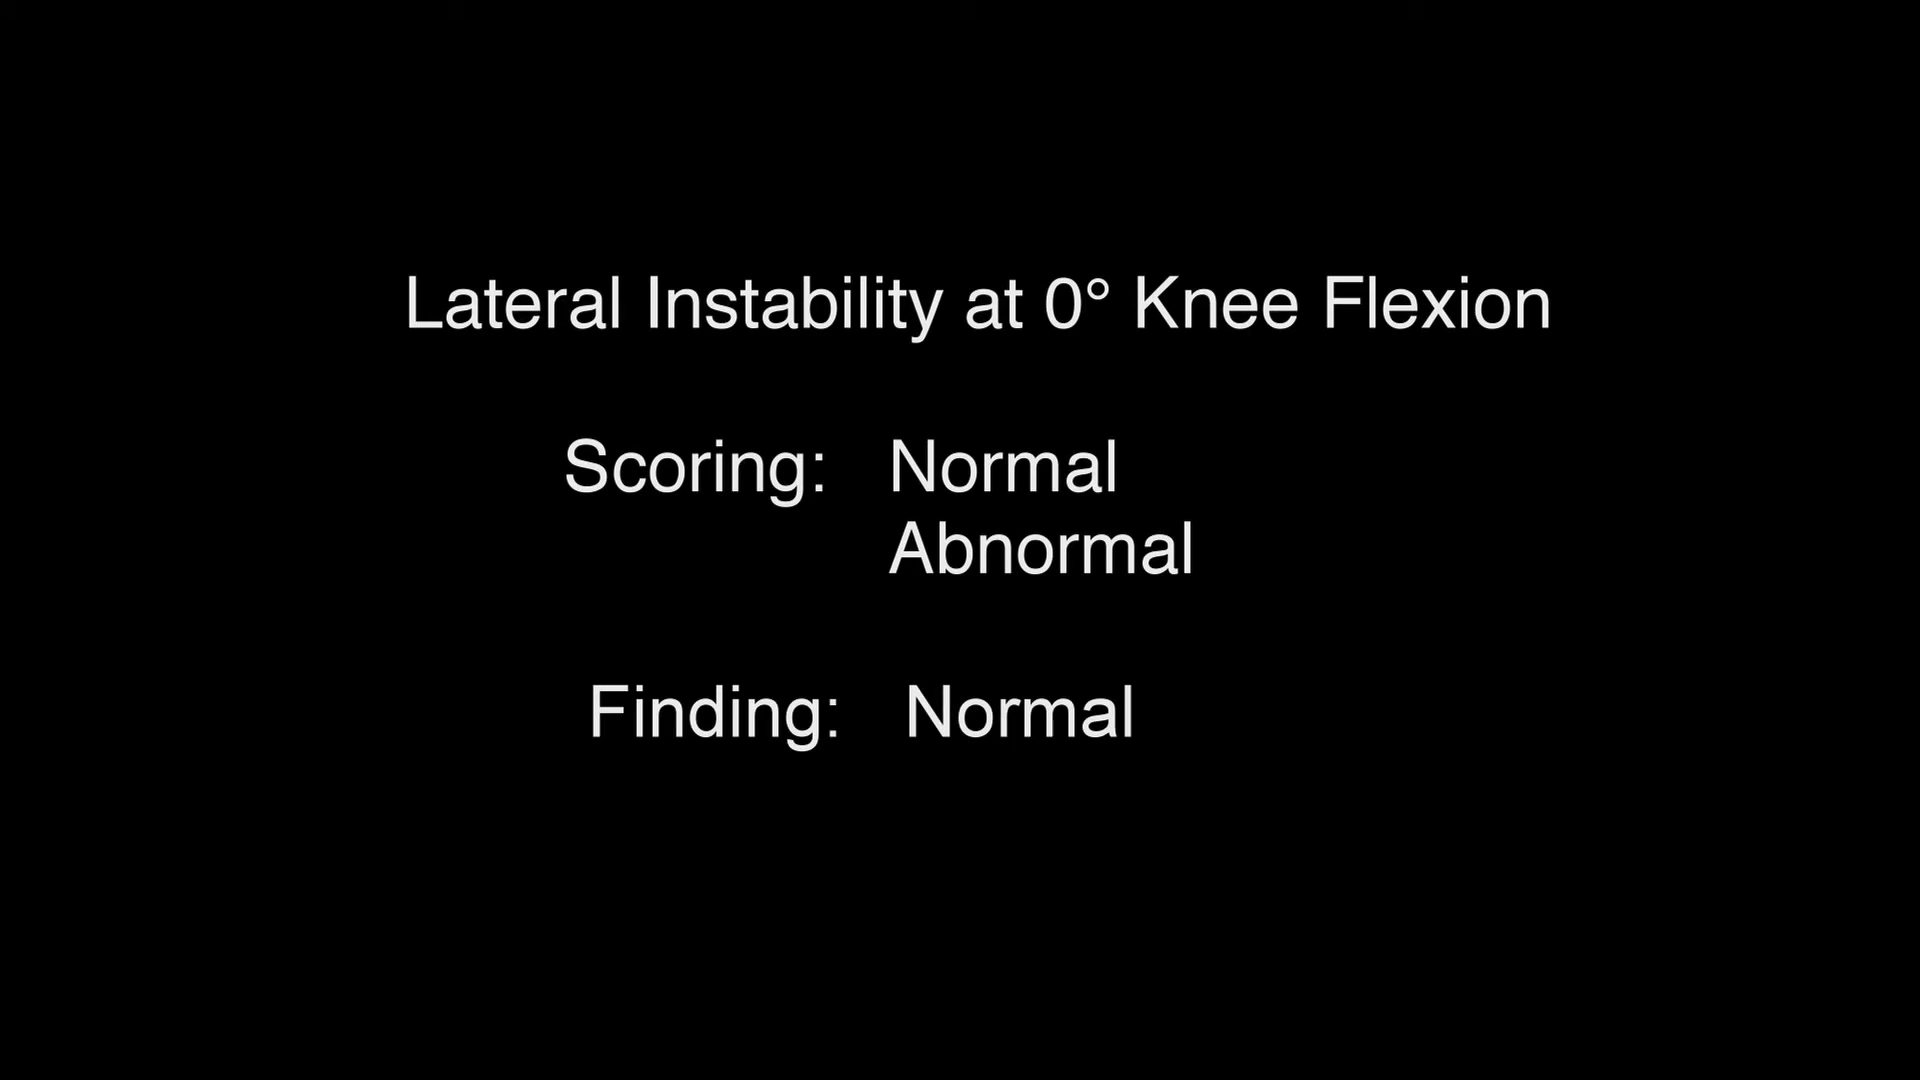 Lateral Instability at 0° Knee Flexion
Scoring: Normal
Abnormal
Finding: Normal